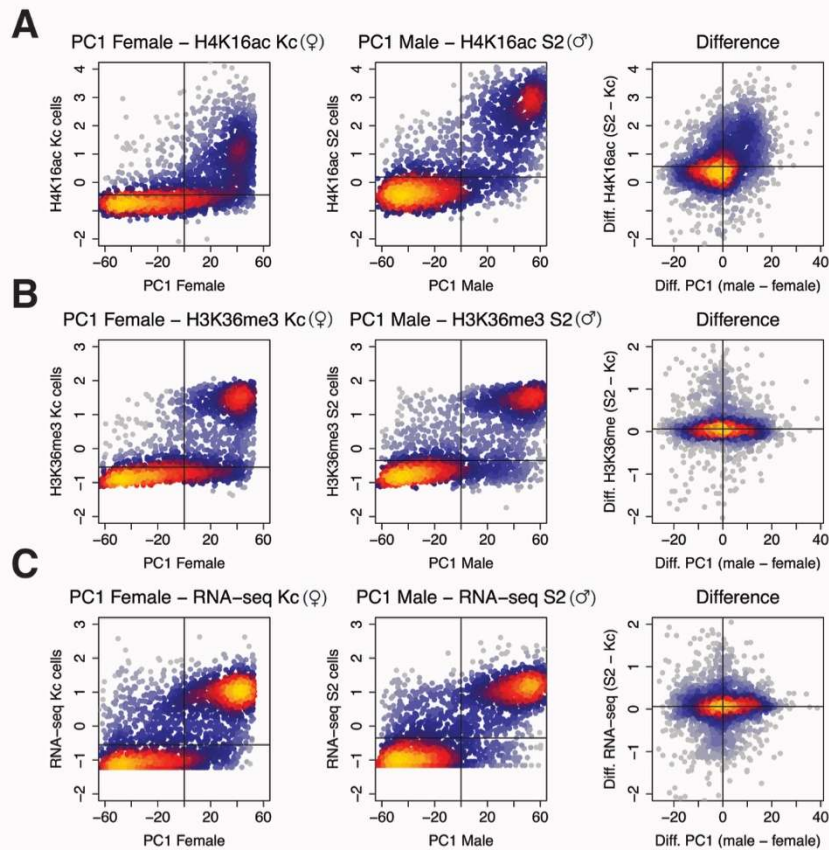 A
PC1 Female – H4K16ac Kc(♀)
PC1 Male – H4K16ac S2(♂)
Difference
H4K16ac Kc cells
4
3
2
1
0
-2
-60
-20
20
60
PC1 Female
H4K16ac S2 cells
4
3
2
1
0
-2
-60
-20
20
60
PC1 Male
Diff. H4K16ac (S2 – Kc)
4
3
2
1
0
-2
-20
0
20
40
Diff. PC1 (male – female)
B
PC1 Female – H3K36me3 Kc(♀)
PC1 Male – H3K36me3 S2(♂)
Difference
H3K36me3 Kc cells
3
2
1
0
-1
-2
-60
-20
20
60
PC1 Female
H3K36me3 S2 cells
3
2
1
0
-1
-2
-60
-20
20
60
PC1 Male
Diff. H3K36me (S2 – Kc)
2
1
0
-1
-2
-20
0
20
40
Diff. PC1 (male – female)
C
PC1 Female – RNA–seq Kc(♀)
PC1 Male – RNA–seq S2(♂)
Difference
RNA–seq Kc cells
3
2
1
0
-1
-2
-60
-20
20
60
PC1 Female
RNA–seq S2 cells
3
2
1
0
-1
-2
-60
-20
20
60
PC1 Male
Diff. RNA–seq (S2 – Kc)
2
1
0
-1
-2
-20
0
20
40
Diff. PC1 (male – female)